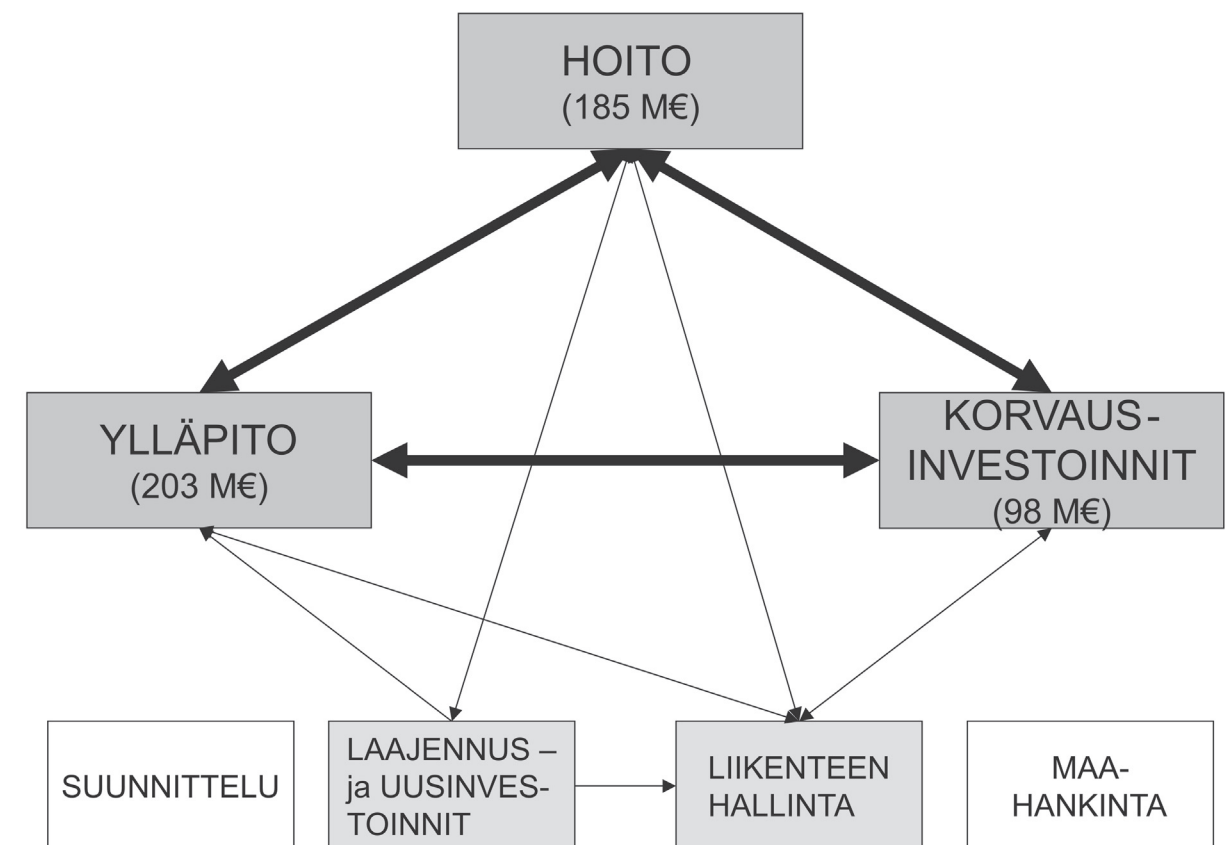 HOITO
(185 M€)
YLLÄPITO
(203 M€)
KORVAUS-
INVESTOINNIT
(98 M€)
SUUNNITTELU
LAAJENNUS –
ja UUSINVES-
TOINNIT
LIIKENTEEN
HALLINTA
MAA-
HANKINTA